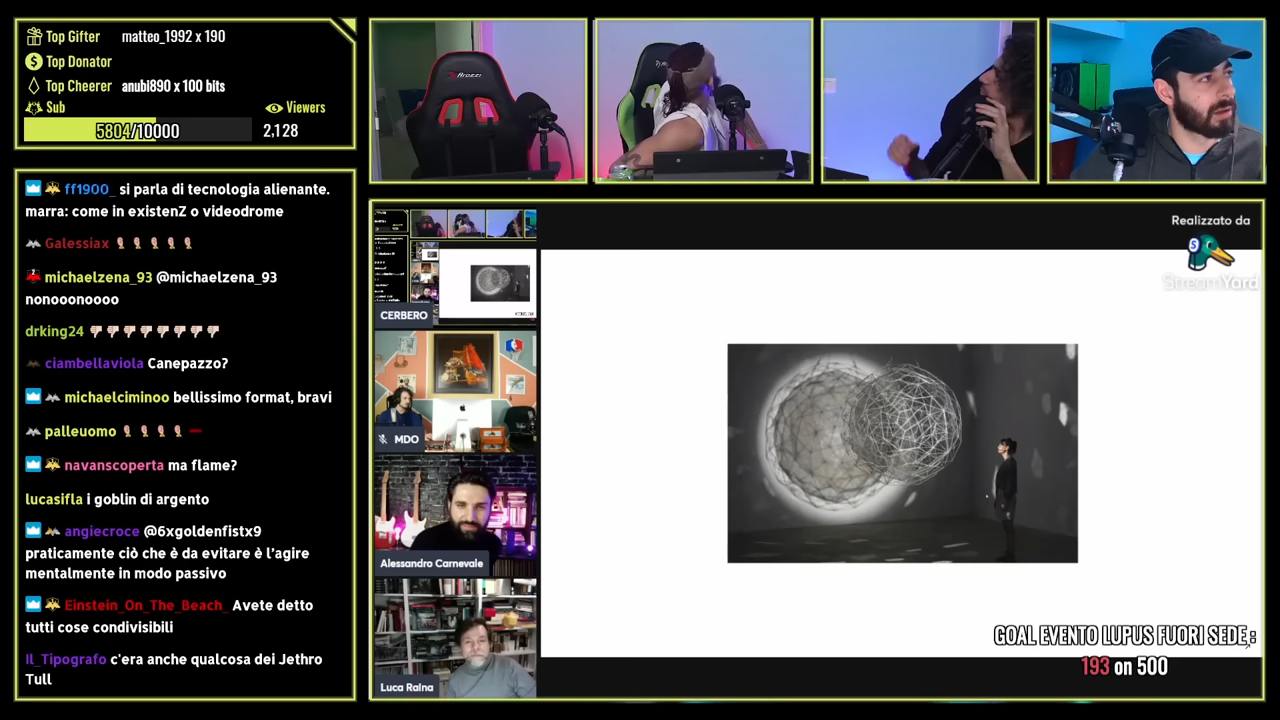 Top Gifter matteo_1992 x 190
Top Donator
Top Cheerer anubi890 x 100 bits
Sub Viewers
5804/10000 2,128
ff1900_ si parla di tecnologia alienante.
marra: come in existenZ o videodrome
Galessiax
michaelzena_93 @michaelzena_93
nonooonoooo
drking24
ciambellaviola Canepazzo?
michaelciminoo bellissimo format, bravi
palleuomo
navanscoperta ma flame?
lucasifla i goblin di argento
angiecroce @6xgoldenfistx9
praticamente ciò che è da evitare è l'agire
mentalmente in modo passivo
Einstein_On_The_Beach_ Avete detto
tutti cose condivisibili
Il_Tipografo c'era anche qualcosa dei Jethro
Tull
Arozzi
CERBERO
MDO
Alessandro Carnevale
Luca Raina
Realizzato da
S
StreamYard
GOAL EVENTO LUPUS FUORI SEDE :
193 on 500